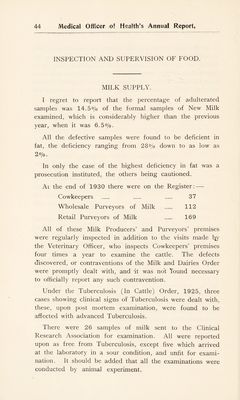 44 Medical Officer of Health's Annual Report.
INSPECTION AND SUPERVISION OF FOOD.
MILK SUPPLY.
I regret to report that the percentage of adulterated
samples was 14.5% of the formal samples of New Milk
examined, which is considerably higher than the previous
year, when it was 6.5%.
All the defective samples were found to be deficient in
fat, the deficiency ranging from 28% down to as low as
2%.
In only the case of the highest deficiency in fat was a
prosecution instituted, the others being cautioned.
At the end of 1930 there were on the Register:—
Cowkeepers ... ... ... 37
Wholesale Purveyors of Milk ... 112
Retail Purveyors of Milk ... 169
All of these Milk Producers' and Purveyors' premises
were regularly inspected in addition to the visits made by
the Veterinary Officer, who inspects Cowkeepers' premises
four times a year to examine the cattle. The defects
discovered, or contraventions of the Milk and Dairies Order
were promptly dealt with, and it was not found necessary
to officially report any such contravention.
Under the Tuberculosis (In Cattle) Order, 1925, three
cases showing clinical signs of Tuberculosis were dealt with,
these, upon post mortem examination, were found to be
affected with advanced Tuberculosis.
There were 26 samples of milk sent to the Clinical
Research Association for examination. All were reported
upon as free from Tuberculosis, except five which arrived
at the laboratory in a sour condition, and unfit for exami-
nation. It should be added that all the examinations were
conducted by animal experiment.